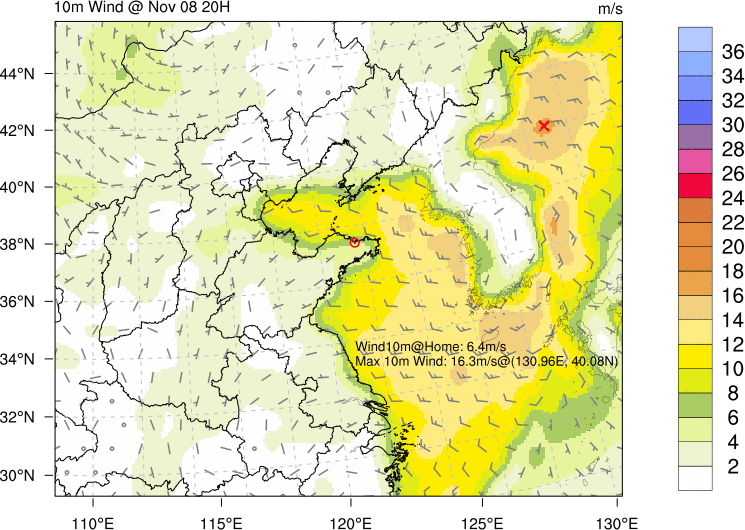 10m Wind @ Nov 08 20H m/s
36
44°N
34
32
42°N
30
28
40°N
26
24
38°N
22
20
18
36°N
16
14
Wind10m@Home: 6.4m/s
34°N
Max 10m Wind: 16.3m/s@(130.96E, 40.08N)
12
10
8
32°N
6
4
30°N
2
110°E 115°E 120°E 125°E 130°E